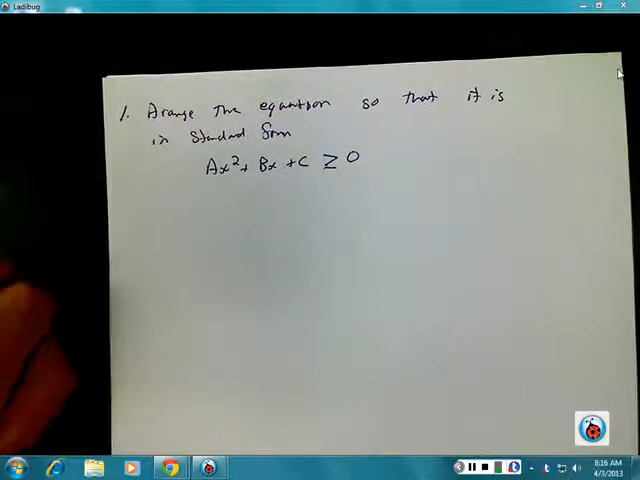 Ladibug
1. Arange the equation so that it is
in Standard form
Ax²+ Bx +C ≥ 0
8:16 AM
4/3/2013